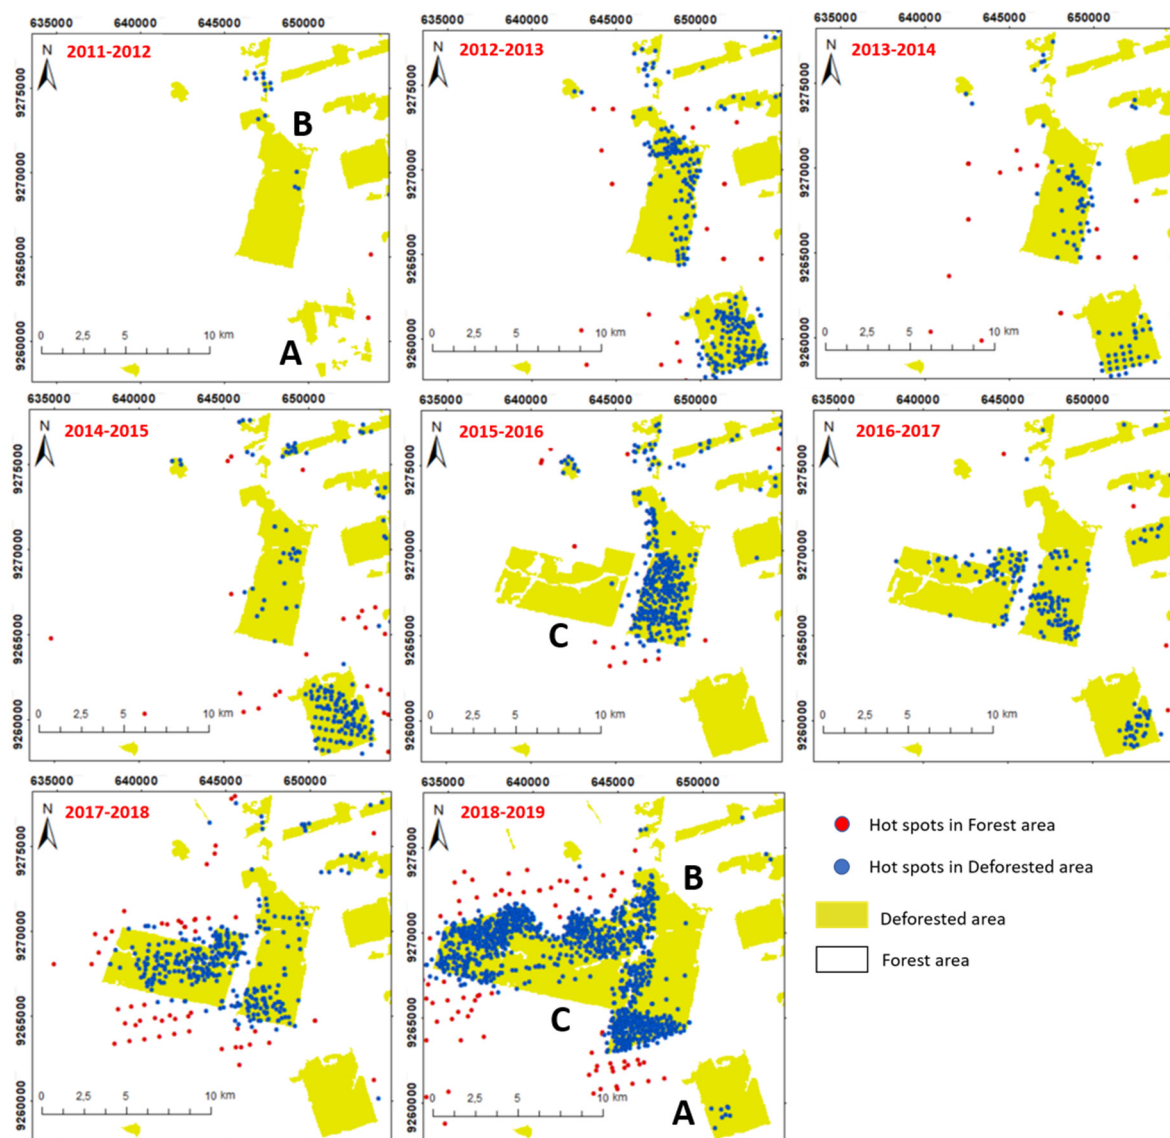 635000 640000 645000 650000
635000 640000 645000 650000
635000 640000 645000 650000
N
2011-2012
B
9275000
9270000
9265000
9260000
0 2,5 5 10 km
A
N
2012-2013
9275000
9270000
9265000
9260000
0 2,5 5 10 km
N
2013-2014
9275000
9270000
9265000
9260000
0 2,5 5 10 km
635000 640000 645000 650000
635000 640000 645000 650000
635000 640000 645000 650000
N
2014-2015
9275000
9270000
9265000
9260000
0 2,5 5 10 km
N
2015-2016
9275000
9270000
9265000
9260000
C
0 2,5 5 10 km
N
2016-2017
9275000
9270000
9265000
9260000
0 2,5 5 10 km
635000 640000 645000 650000
635000 640000 645000 650000
N
2017-2018
9275000
9270000
9265000
9260000
0 2,5 5 10 km
N
2018-2019
B
9275000
9270000
9265000
9260000
C
0 2,5 5 10 km
A
Hot spots in Forest area
Hot spots in Deforested area
Deforested area
Forest area